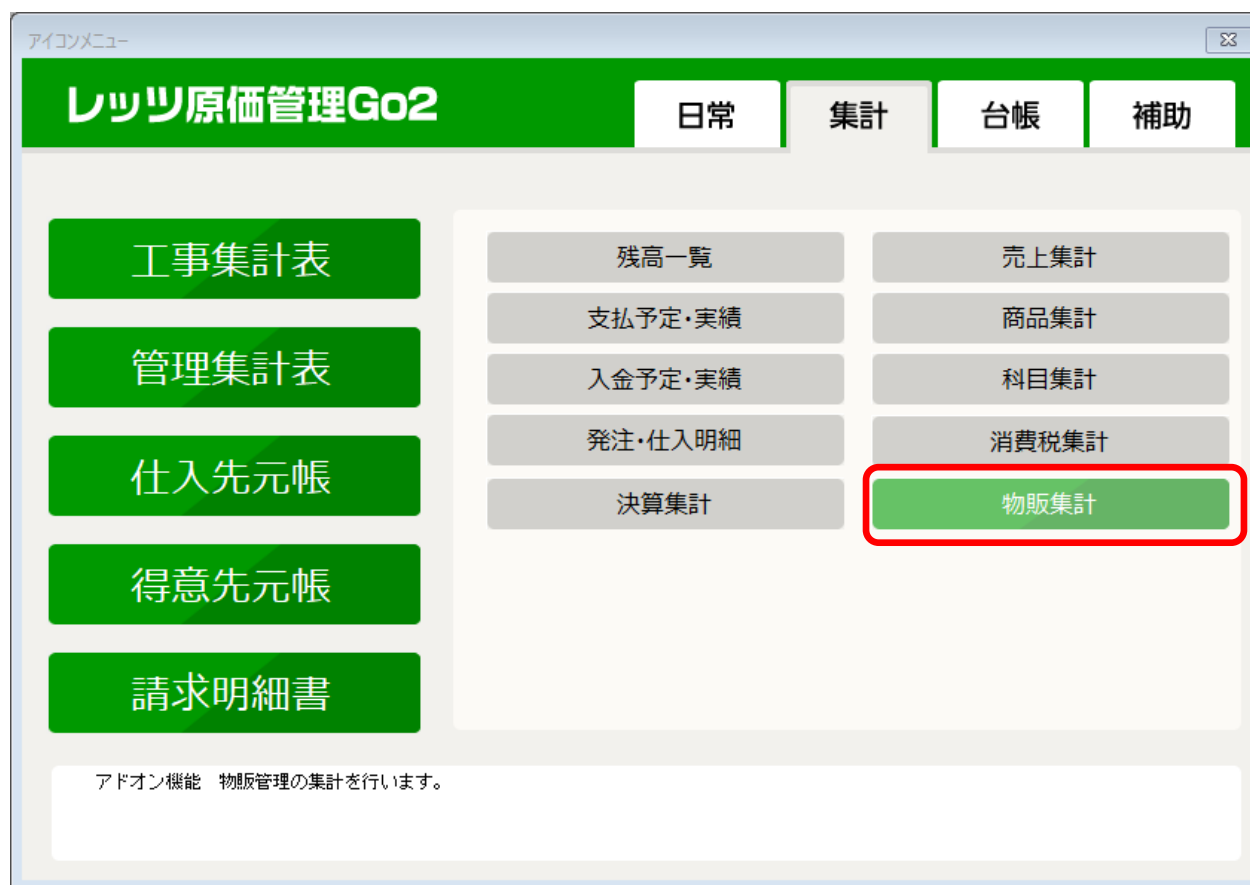 アイコンメニュー
レッツ原価管理Go2
日常
集計
台帳
補助
工事集計表
管理集計表
仕入先元帳
得意先元帳
請求明細書
残高一覧
売上集計
支払予定・実績
商品集計
入金予定・実績
科目集計
発注・仕入明細
消費税集計
決算集計
物販集計
アドオン機能　物販管理の集計を行います。